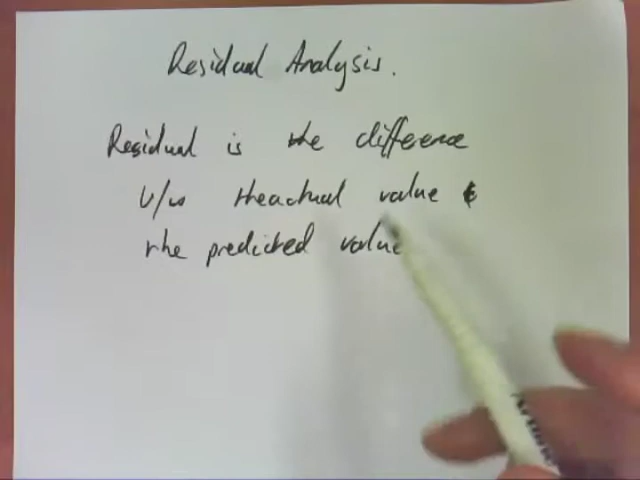 Residual Analysis.
Residual is the difference
b/w the actual value &
the predicted value